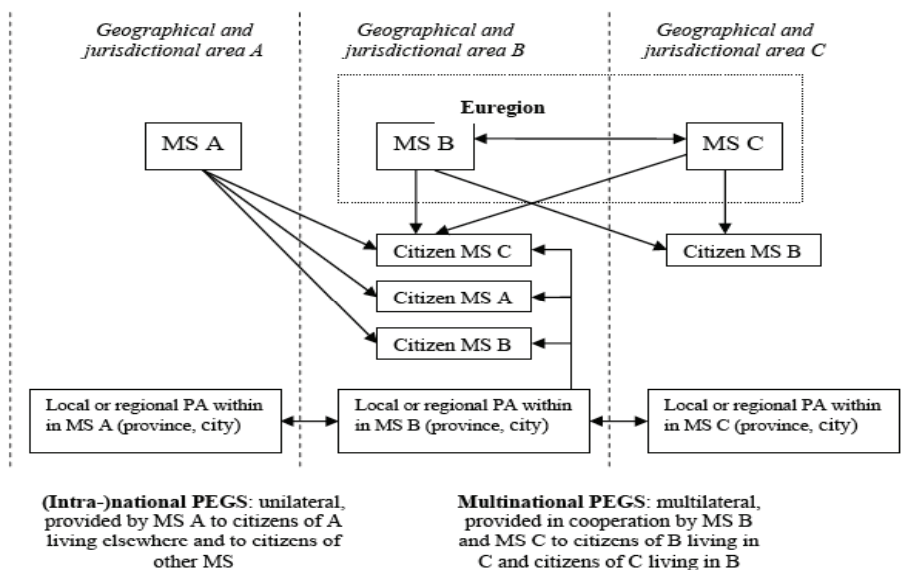 Geographical and
jurisdictional area A
Geographical and
jurisdictional area B
Geographical and
jurisdictional area C
Euregion
MS A
MS B
MS C
Citizen MS C
Citizen MS B
Citizen MS A
Citizen MS B
Local or regional PA within
in MS A (province, city)
Local or regional PA within
in MS B (province, city)
Local or regional PA within
in MS C (province, city)
(Intra-)national PEGS: unilateral,
provided by MS A to citizens of A
living elsewhere and to citizens of
other MS
Multinational PEGS: multilateral,
provided in cooperation by MS B
and MS C to citizens of B living in
C and citizens of C living in B